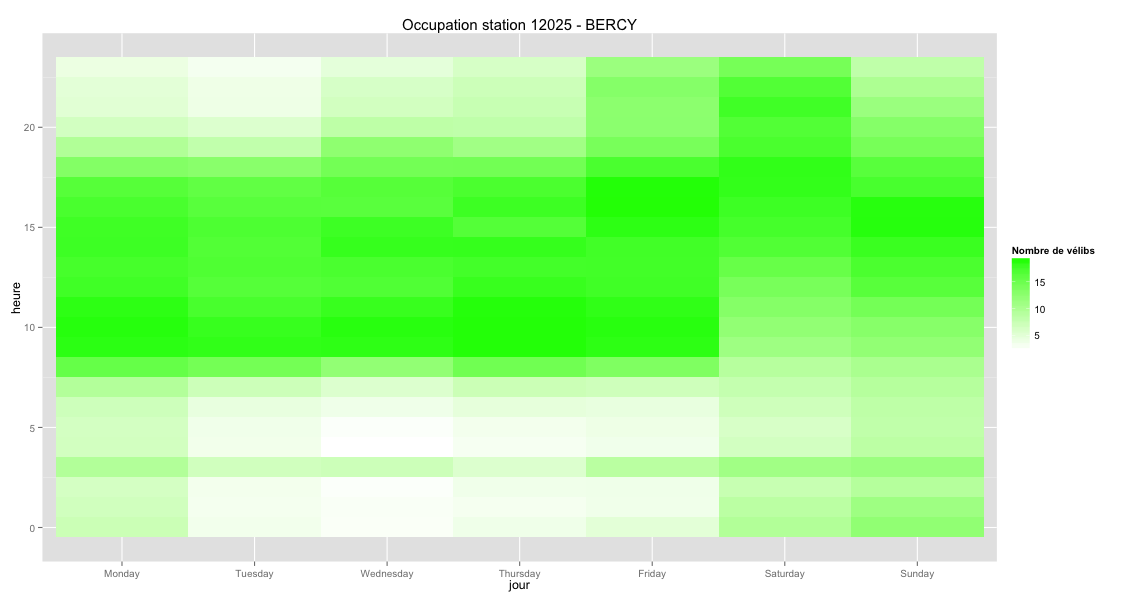 Occupation station 12025 - BERCY
heure
20
15
10
5
0
Monday Tuesday Wednesday Thursday Friday Saturday Sunday
jour
Nombre de vélibs
15
10
5